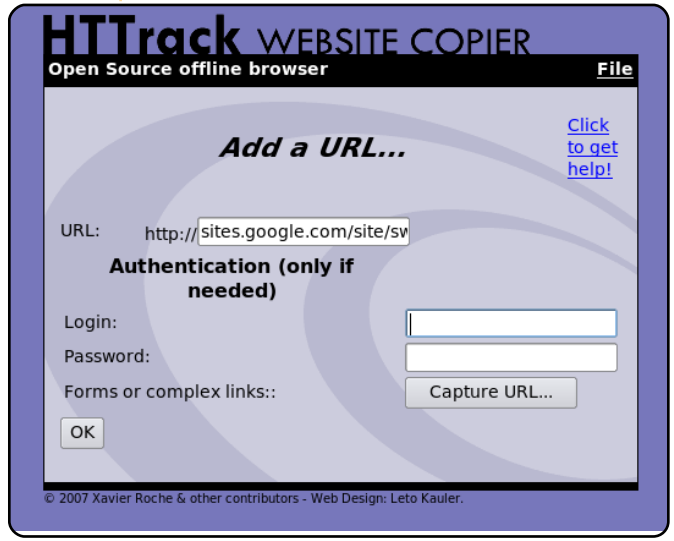 HTTrack WEBSITE COPIER
Open Source offline browser File
Add a URL...
Click
to get
help!
URL: http:// sites.google.com/site/sw
Authentication (only if
needed)
Login:
Password:
Forms or complex links:: Capture URL...
OK
© 2007 Xavier Roche & other contributors - Web Design: Leto Kauler.